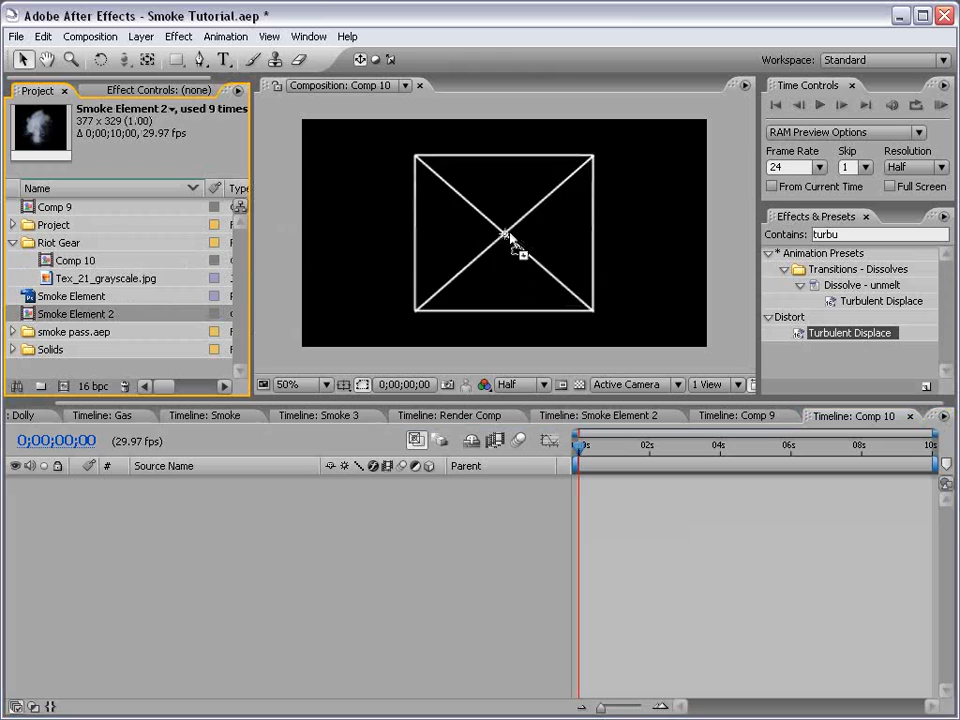 Adobe After Effects - Smoke Tutorial.aep *
File Edit Composition Layer Effect Animation View Window Help
Workspace: Standard
Project
Effect Controls: (none)
Smoke Element 2, used 9 times
377 x 329 (1.00)
Δ 0;00;10;00, 29.97 fps
Name Type
Comp 9
Project
Riot Gear
Comp 10
Tex_21_grayscale.jpg
Smoke Element
Smoke Element 2
smoke pass.aep
Solids
16 bpc
Composition: Comp 10
50% 0;00;00;00 Half Active Camera 1 View
Time Controls
RAM Preview Options
Frame Rate Skip Resolution
24 1 Half
From Current Time Full Screen
Effects & Presets
Contains: turbu
* Animation Presets
Transitions - Dissolves
Dissolve - unmelt
Turbulent Displace
Distort
Turbulent Displace
Dolly Timeline: Gas Timeline: Smoke Timeline: Smoke 3 Timeline: Render Comp Timeline: Smoke Element 2 Timeline: Comp 9 Timeline: Comp 10
0;00;00;00 (29.97 fps)
02s 04s 06s 08s
# Source Name Parent